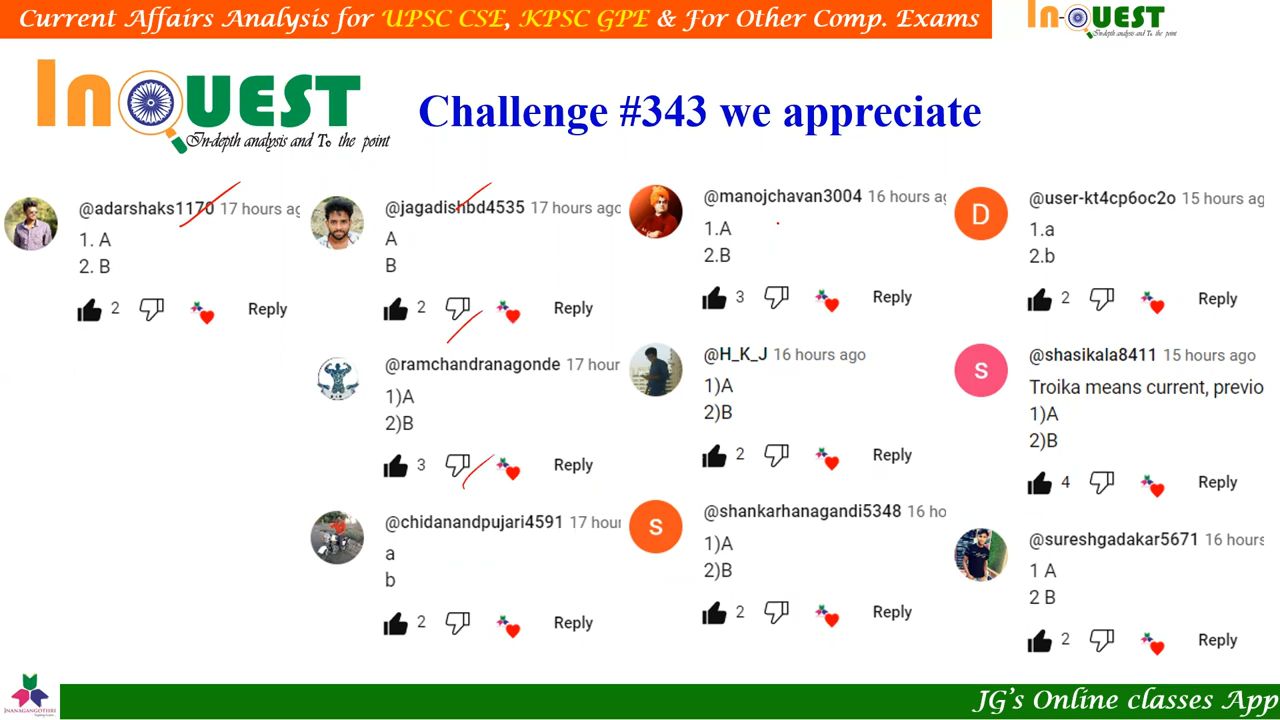 Current Affairs Analysis for UPSC CSE, KPSC GPE & For Other Comp. Exams
In-QUEST
In-depth analysis and To the point
InQUEST
In-depth analysis and To the point
Challenge #343 we appreciate
@adarshaks1170 17 hours ag
1. A
2. B
2 Reply
@jagadishbd4535 17 hours ago
A
B
2 Reply
@ramchandranagonde 17 hour
1)A
2)B
3 Reply
@chidanandpujari4591 17 hour
a
b
2 Reply
@manojchavan3004 16 hours ag
1.A
2.B
3 Reply
@H_K_J 16 hours ago
1)A
2)B
2 Reply
S
@shankarhanagandi5348 16 ho
1)A
2)B
2 Reply
D
@user-kt4cp6oc2o 15 hours ag
1.a
2.b
2 Reply
S
@shasikala8411 15 hours ago
Troika means current, previo
1)A
2)B
4 Reply
@sureshgadakar5671 16 hours
1 A
2 B
2 Reply
JNANAGANGOTHRI
JG's Online classes App